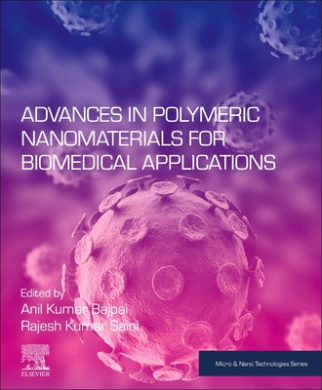 ADVANCES IN POLYMERIC
NANOMATERIALS FOR
BIOMEDICAL APPLICATIONS
Edited by
Anil Kumar Bajpai
Rajesh Kumar Saini
ELSEVIER
Micro & Nano Technologies Series